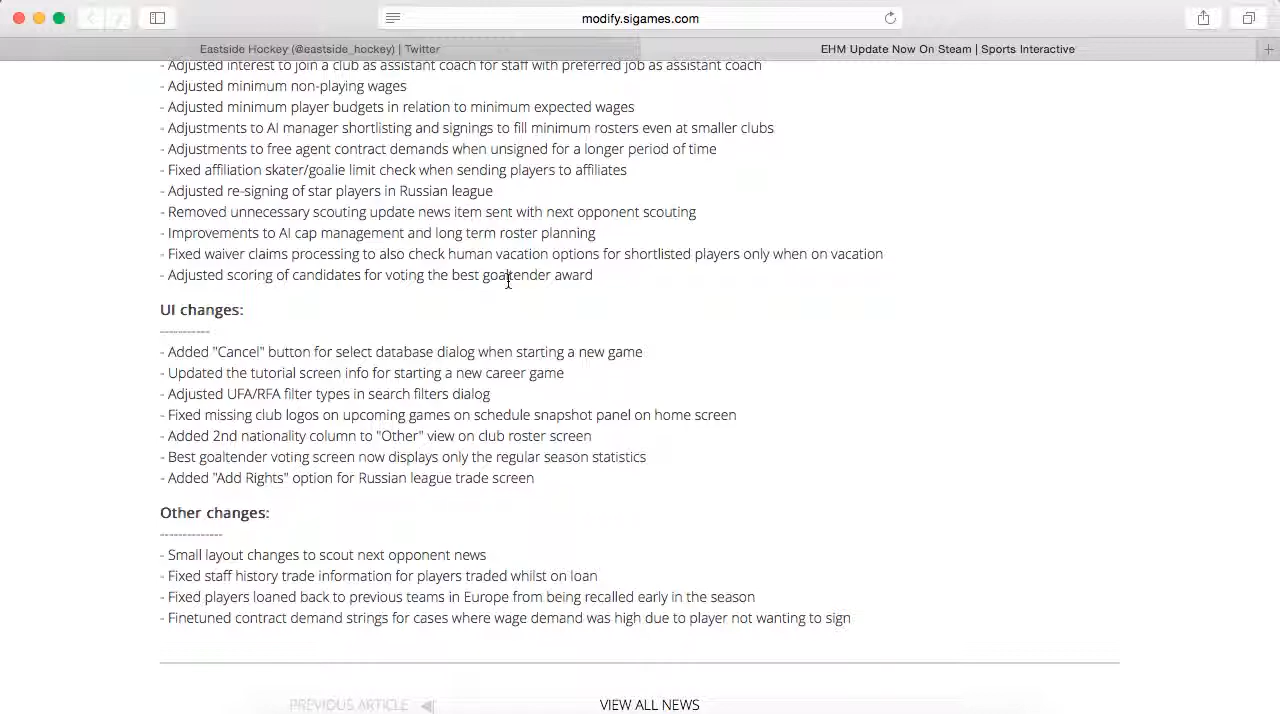 modify.sigames.com
Eastside Hockey (@eastside_hockey) | Twitter
EHM Update Now On Steam | Sports Interactive
- Adjusted interest to join a club as assistant coach for staff with preferred job as assistant coach
- Adjusted minimum non-playing wages
- Adjusted minimum player budgets in relation to minimum expected wages
- Adjustments to AI manager shortlisting and signings to fill minimum rosters even at smaller clubs
- Adjustments to free agent contract demands when unsigned for a longer period of time
- Fixed affiliation skater/goalie limit check when sending players to affiliates
- Adjusted re-signing of star players in Russian league
- Removed unnecessary scouting update news item sent with next opponent scouting
- Improvements to AI cap management and long term roster planning
- Fixed waiver claims processing to also check human vacation options for shortlisted players only when on vacation
- Adjusted scoring of candidates for voting the best goaltender award
UI changes:
-----------
- Added "Cancel" button for select database dialog when starting a new game
- Updated the tutorial screen info for starting a new career game
- Adjusted UFA/RFA filter types in search filters dialog
- Fixed missing club logos on upcoming games on schedule snapshot panel on home screen
- Added 2nd nationality column to "Other" view on club roster screen
- Best goaltender voting screen now displays only the regular season statistics
- Added "Add Rights" option for Russian league trade screen
Other changes:
--------------
- Small layout changes to scout next opponent news
- Fixed staff history trade information for players traded whilst on loan
- Fixed players loaned back to previous teams in Europe from being recalled early in the season
- Finetuned contract demand strings for cases where wage demand was high due to player not wanting to sign
PREVIOUS ARTICLE
VIEW ALL NEWS